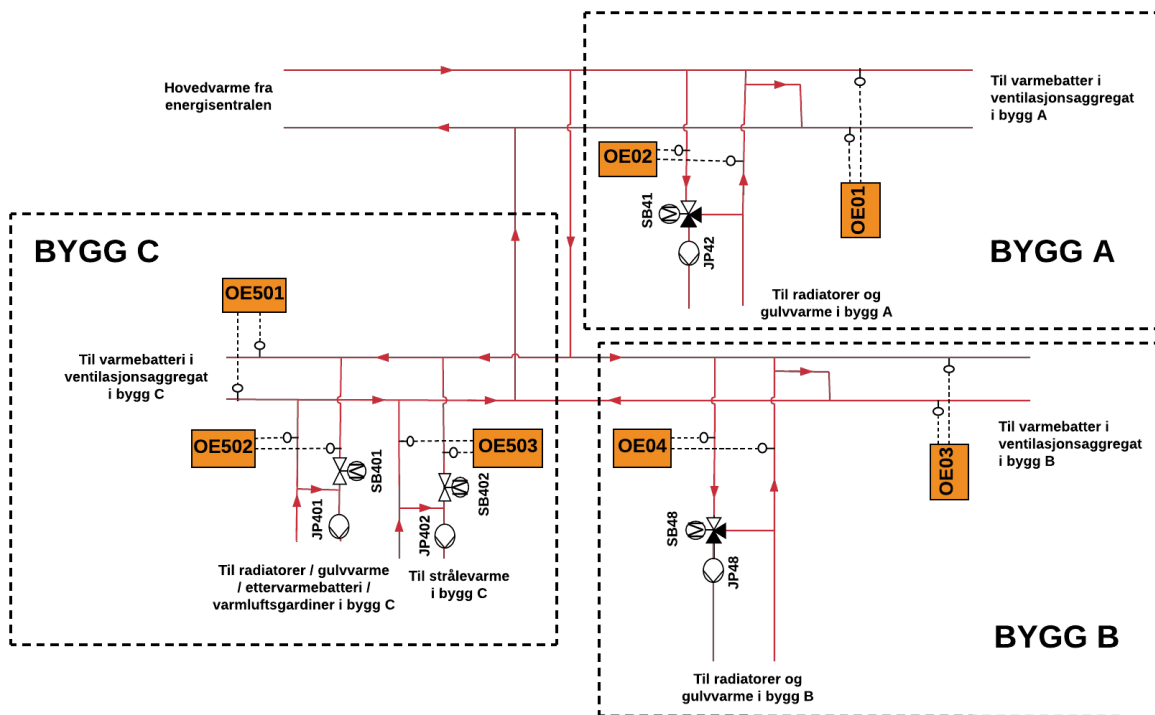 Hovedvarme fra
energisentralen
Til varmebatter i
ventilasjonsaggregat
i bygg A
OE02
OE01
SB41
JP42
BYGG A
Til radiatorer og
gulvvarme i bygg A
BYGG C
OE501
Til varmebatteri i
ventilasjonsaggregat
i bygg C
OE502
OE503
SB401
SB402
JP401
JP402
Til radiatorer / gulvvarme
/ ettervarmebatteri /
varmluftsgardiner i bygg C
Til strålevarme
i bygg C
OE04
OE03
Til varmebatter i
ventilasjonsaggregat
i bygg B
SB48
JP48
BYGG B
Til radiatorer og
gulvvarme i bygg B